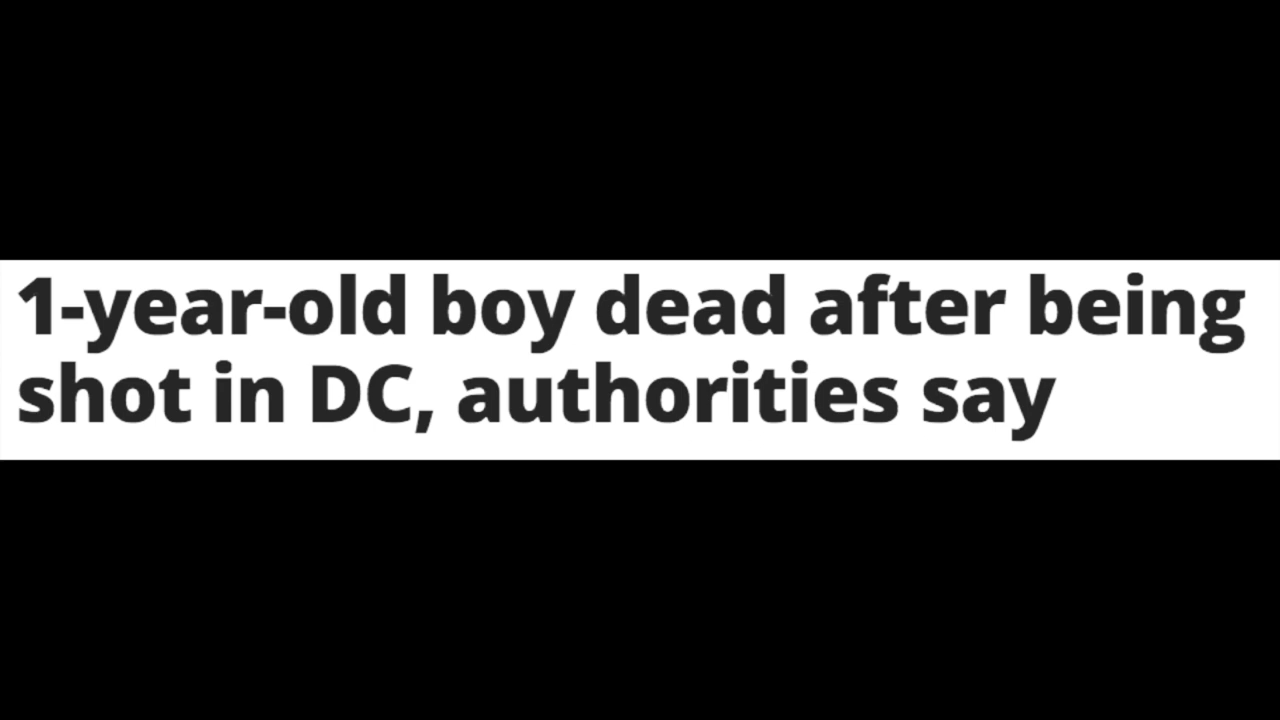 1-year-old boy dead after being
shot in DC, authorities say